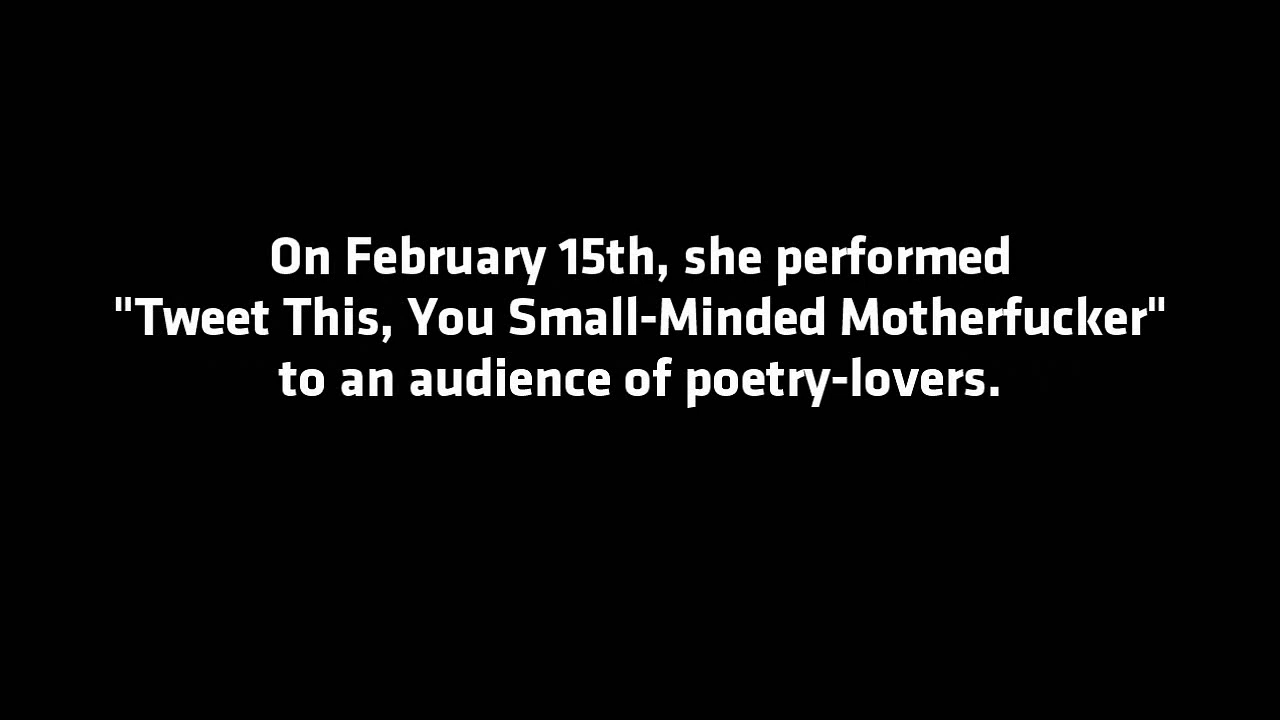 On February 15th, she performed
"Tweet This, You Small-Minded Motherfucker"
to an audience of poetry-lovers.